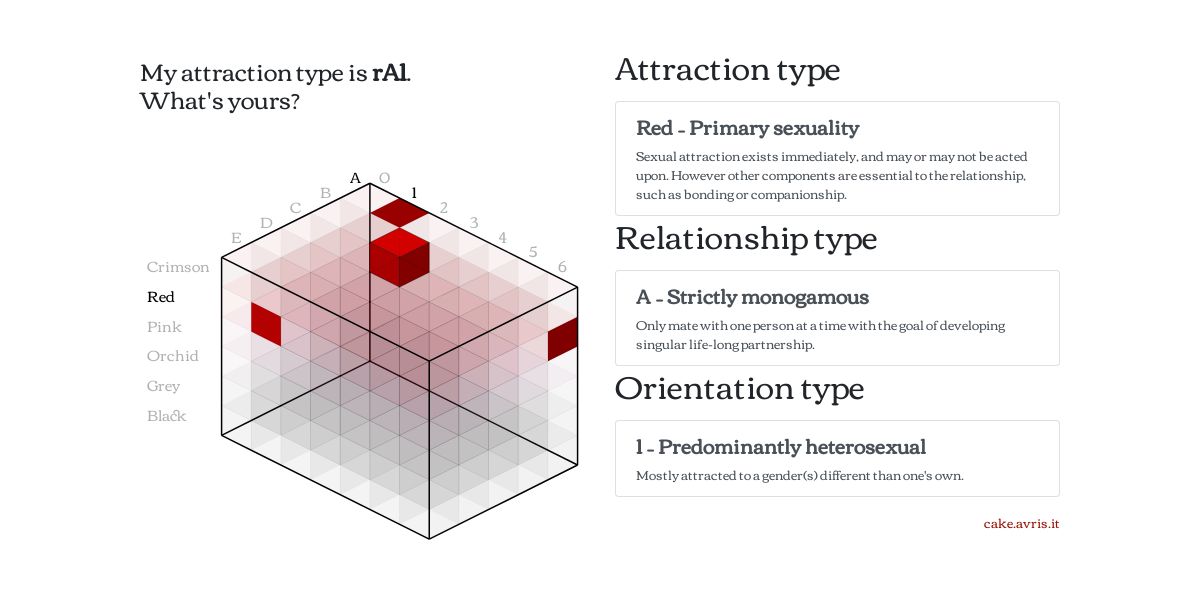 My attraction type is rA1.
What's yours?
A
O
B
1
C
2
D
3
E
4
5
6
Crimson
Red
Pink
Orchid
Grey
Black
Attraction type
Red - Primary sexuality
Sexual attraction exists immediately, and may or may not be acted
upon. However other components are essential to the relationship,
such as bonding or companionship.
Relationship type
A - Strictly monogamous
Only mate with one person at a time with the goal of developing
singular life-long partnership.
Orientation type
1 - Predominantly heterosexual
Mostly attracted to a gender(s) different than one's own.
cake.avris.it